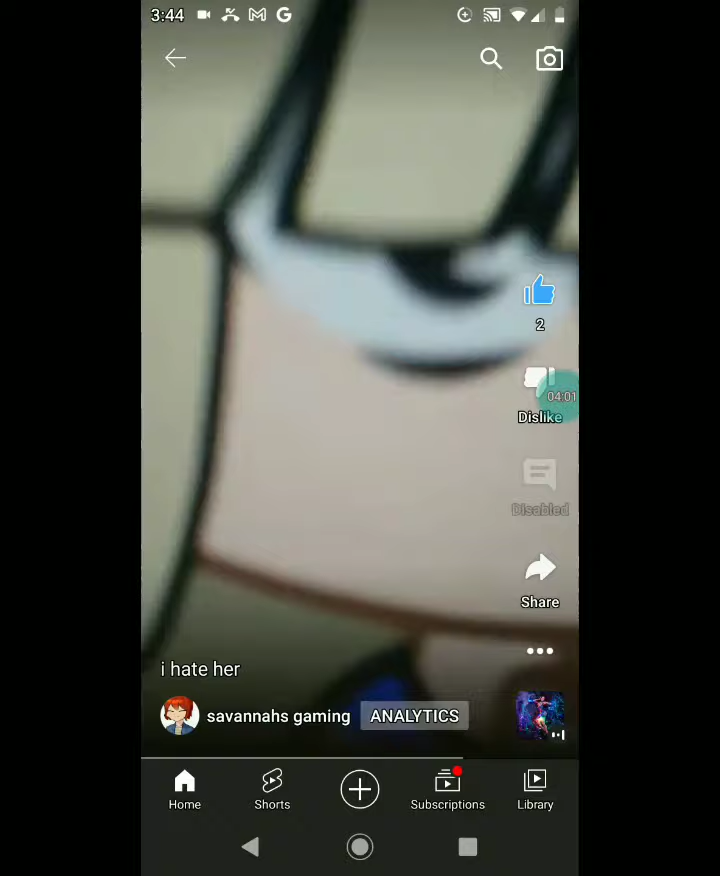 3:44
2
04:01
Dislike
Disabled
Share
i hate her
savannahs gaming ANALYTICS
Home Shorts Subscriptions Library